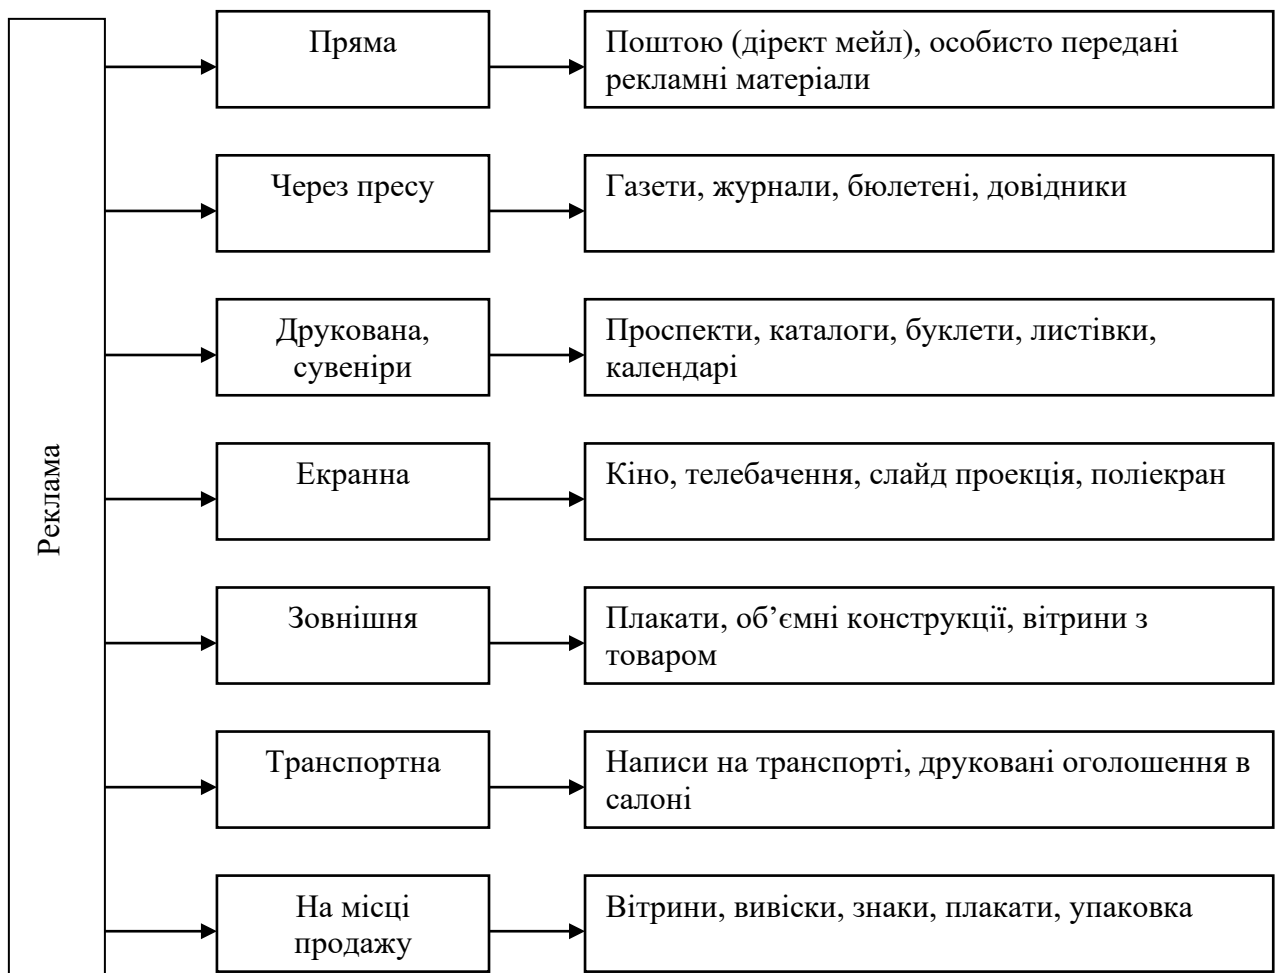 Реклама
Пряма
Поштою (дірект мейл), особисто передані
рекламні матеріали
Через пресу
Газети, журнали, бюлетені, довідники
Друкована,
сувеніри
Проспекти, каталоги, буклети, листівки,
календарі
Екранна
Кіно, телебачення, слайд проекція, поліекран
Зовнішня
Плакати, об’ємні конструкції, вітрини з
товаром
Транспортна
Написи на транспорті, друковані оголошення в
салоні
На місці
продажу
Вітрини, вивіски, знаки, плакати, упаковка